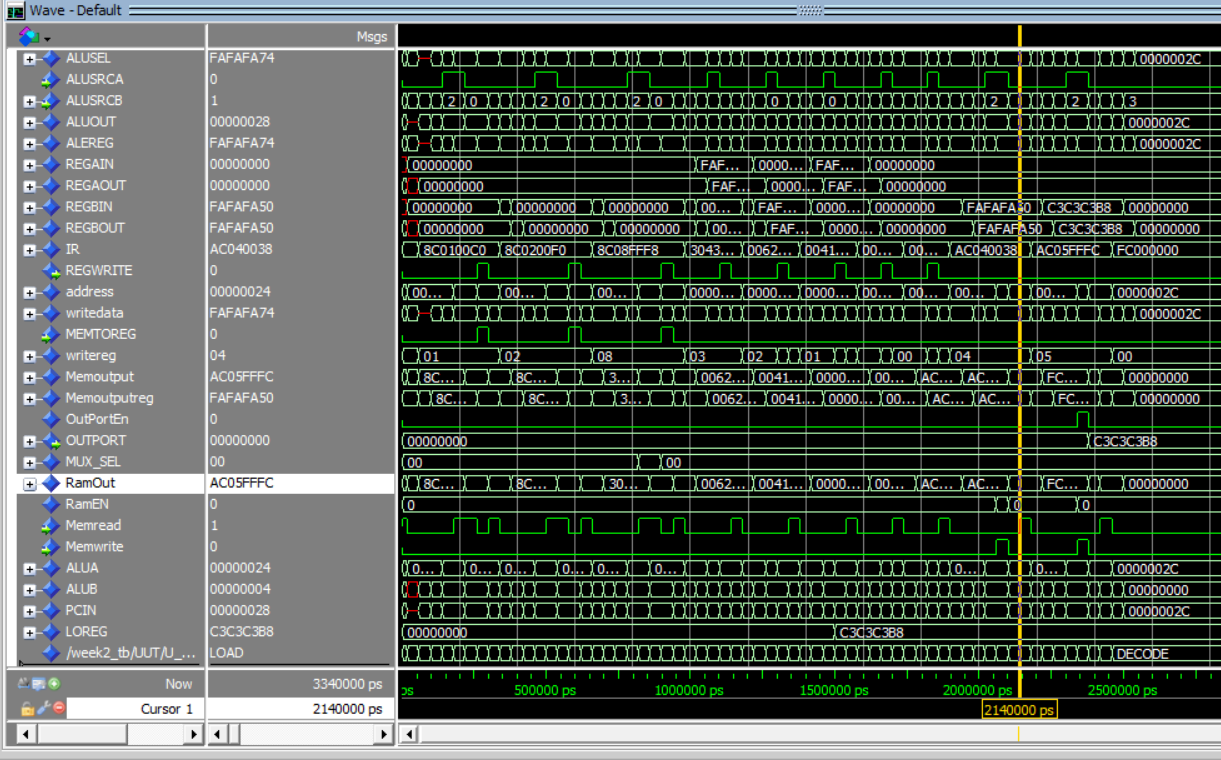 Wave - Default
Msgs
ALUSEL FAFAFA74 0000002C
ALUSRCA 0
ALUSRCB 1 2 0 2 0 2 0 0 0 2 2 3
ALUOUT 00000028 0000002C
ALEREG FAFAFA74 0000002C
REGAIN 00000000 00000000 FAF... 0000... FAF... 00000000
REGAOUT 00000000 00000000 FAF... 0000... FAF... 00000000
REGBIN FAFAFA50 00000000 00000000 00000000 00... FAF... 0000... 00000000 FAFAFA50 C3C3C3B8 00000000
REGBOUT FAFAFA50 00000000 00000000 00000000 00... FAF... 0000... 00000000 FAFAFA50 C3C3C3B8 00000000
IR AC040038 8C0100C0 8C0200F0 8C08FFF8 3043... 0062... 0041... 00... 00... AC040038 AC05FFFC FC000000
REGWRITE 0
address 00000024 00... 00... 00... 0000... 0000... 0000... 00... 00... 00... 00... 0000002C
writedata FAFAFA74 0000002C
MEMTOREG 0
writereg 04 01 02 08 03 02 01 00 04 05 00
Memoutput AC05FFFC 8C... 8C... 3... 0062... 0041... 0000... 00... AC... AC... FC... 00000000
Memoutputreg FAFAFA50 8C... 8C... 3... 0062... 0041... 0000... 00... AC... AC... FC... 00000000
OutPortEn 0
OUTPORT 00000000 00000000 C3C3C3B8
MUX_SEL 00 00 00
RamOut AC05FFFC 8C... 8C... 30... 0062... 0041... 0000... 00... AC... AC... FC... 00000000
RamEN 0 0 0 0
Memread 1
Memwrite 0
ALUA 00000024 0... 0... 0... 0... 0... 0... 0... 0... 0000002C
ALUB 00000004 00000000
PCIN 00000028 0000002C
LOREG C3C3C3B8 00000000 C3C3C3B8
/week2_tb/UUT/U_... LOAD DECODE
Now 3340000 ps ps 500000 ps 1000000 ps 1500000 ps 2000000 ps 2500000 ps
Cursor 1 2140000 ps 2140000 ps